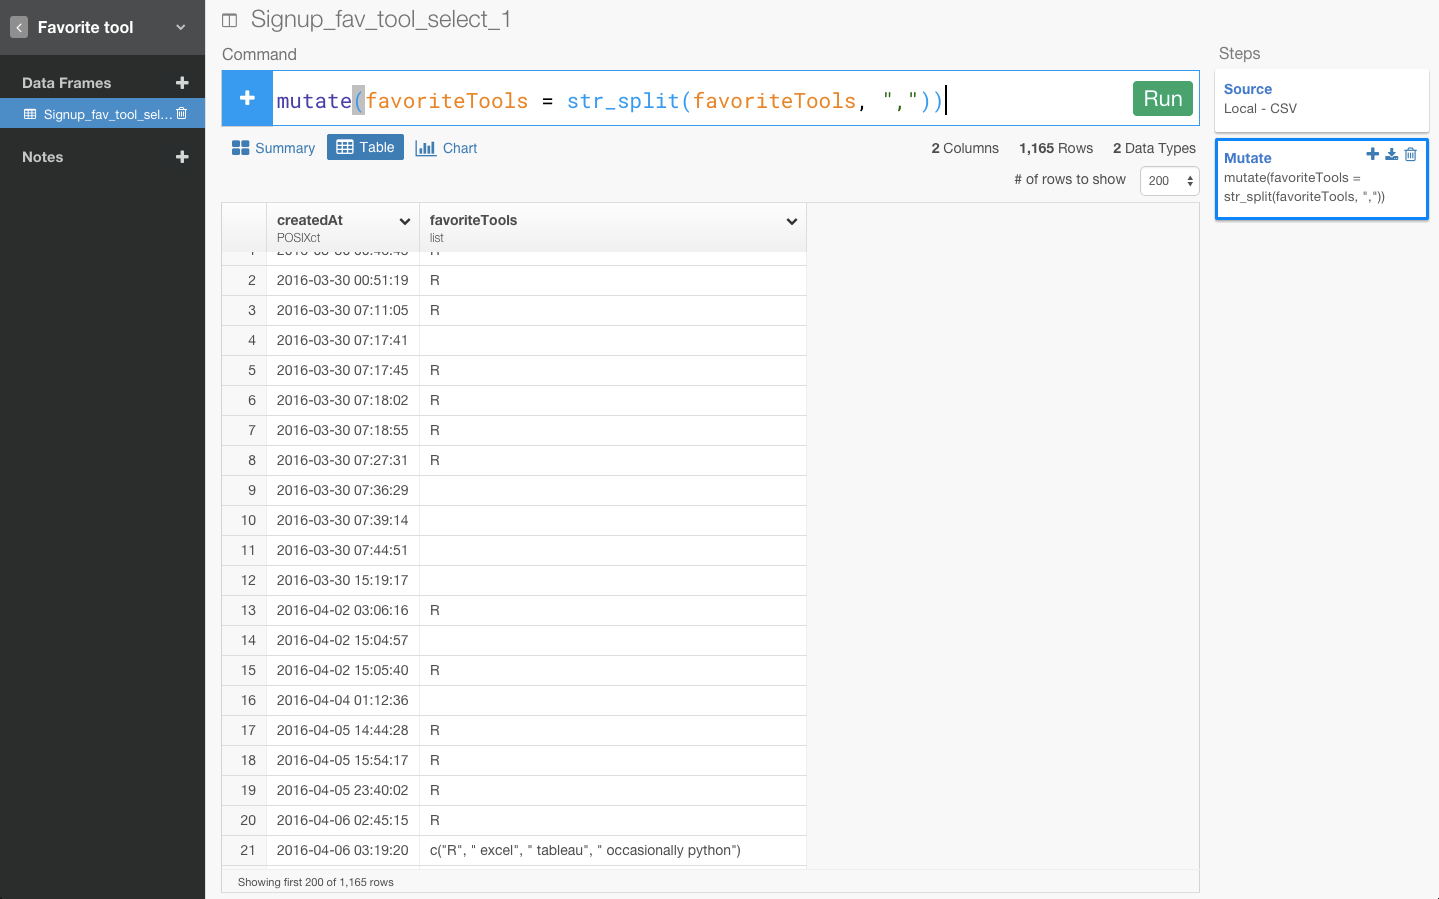 Favorite tool
Data Frames
Signup_fav_tool_sel...
Notes
Signup_fav_tool_select_1
Command
mutate(favoriteTools = str_split(favoriteTools, ","))
Run
Summary Table Chart
2 Columns 1,165 Rows 2 Data Types
# of rows to show 200
createdAt favoriteTools
POSIXct list
2 2016-03-30 00:51:19 R
3 2016-03-30 07:11:05 R
4 2016-03-30 07:17:41
5 2016-03-30 07:17:45 R
6 2016-03-30 07:18:02 R
7 2016-03-30 07:18:55 R
8 2016-03-30 07:27:31 R
9 2016-03-30 07:36:29
10 2016-03-30 07:39:14
11 2016-03-30 07:44:51
12 2016-03-30 15:19:17
13 2016-04-02 03:06:16 R
14 2016-04-02 15:04:57
15 2016-04-02 15:05:40 R
16 2016-04-04 01:12:36
17 2016-04-05 14:44:28 R
18 2016-04-05 15:54:17 R
19 2016-04-05 23:40:02 R
20 2016-04-06 02:45:15 R
21 2016-04-06 03:19:20 c("R", " excel", " tableau", " occasionally python")
Showing first 200 of 1,165 rows
Steps
Source
Local - CSV
Mutate
mutate(favoriteTools =
str_split(favoriteTools, ","))